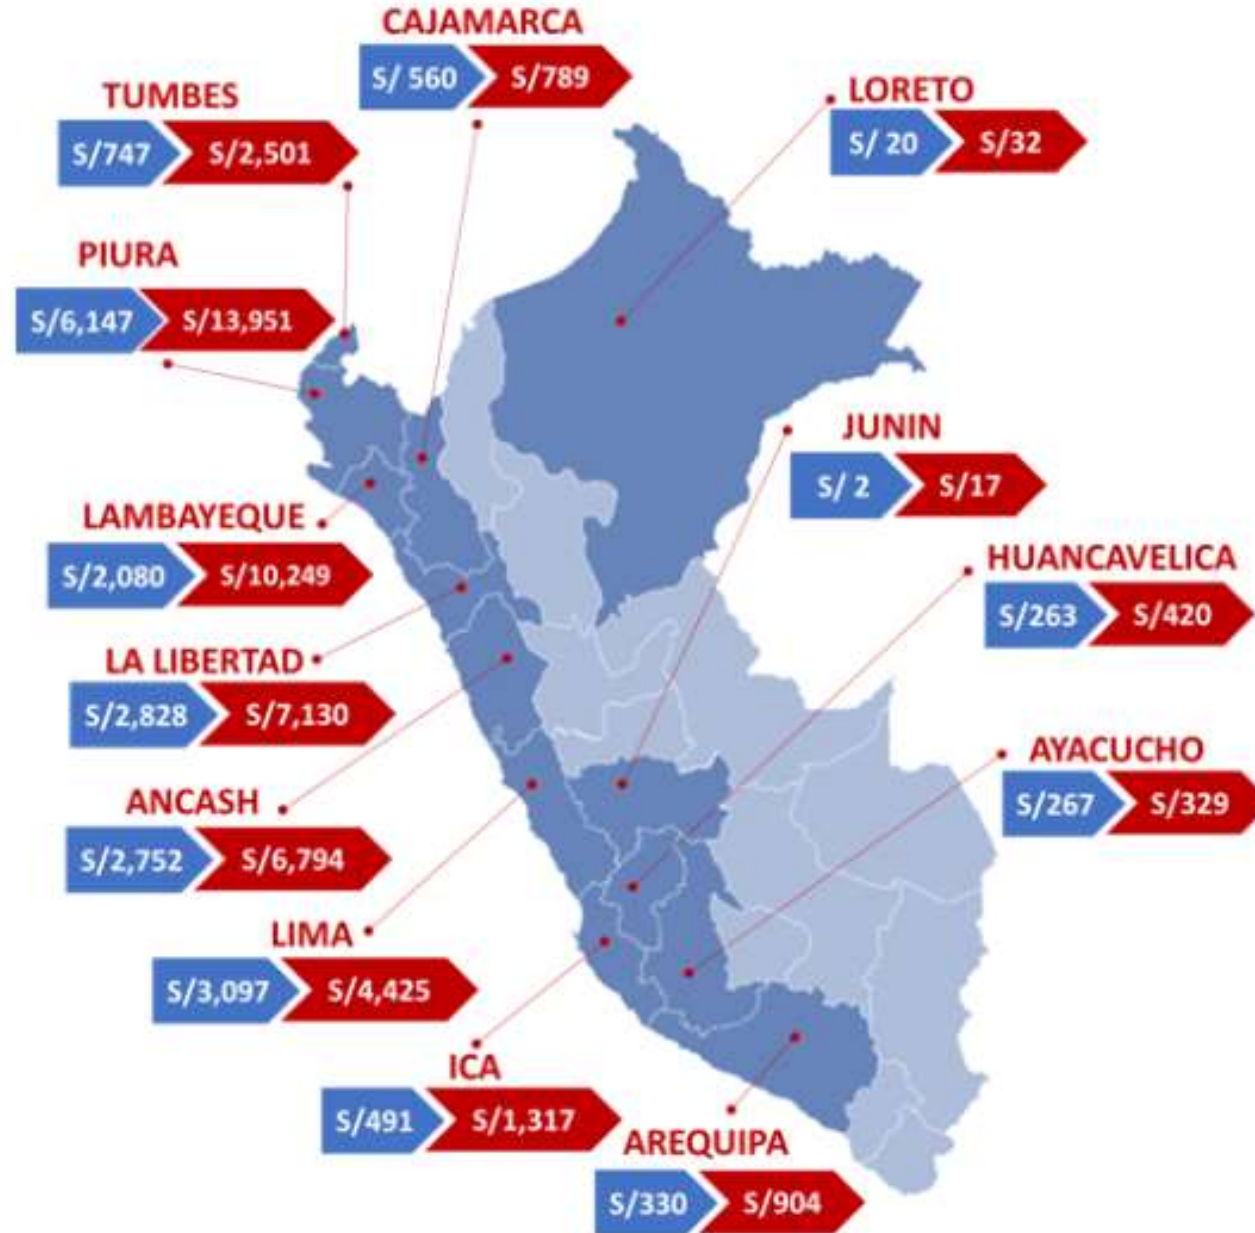 CAJAMARCA
S/ 560 S/789
TUMBES
S/747 S/2,501
LORETO
S/ 20 S/32
PIURA
S/6,147 S/13,951
JUNIN
S/ 2 S/17
LAMBAYEQUE
S/2,080 S/10,249
HUANCAVELICA
S/263 S/420
LA LIBERTAD
S/2,828 S/7,130
AYACUCHO
S/267 S/329
ANCASH
S/2,752 S/6,794
LIMA
S/3,097 S/4,425
ICA
S/491 S/1,317
AREQUIPA
S/330 S/904